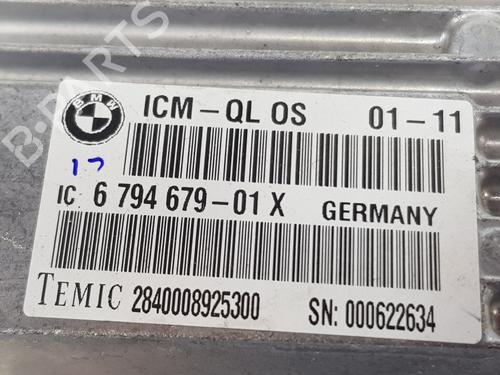 BMW
ICM-QL OS 01-11
17
IC 6 794 679-01 X GERMANY
TEMIC 2840008925300 SN: 000622634
B-PARTS